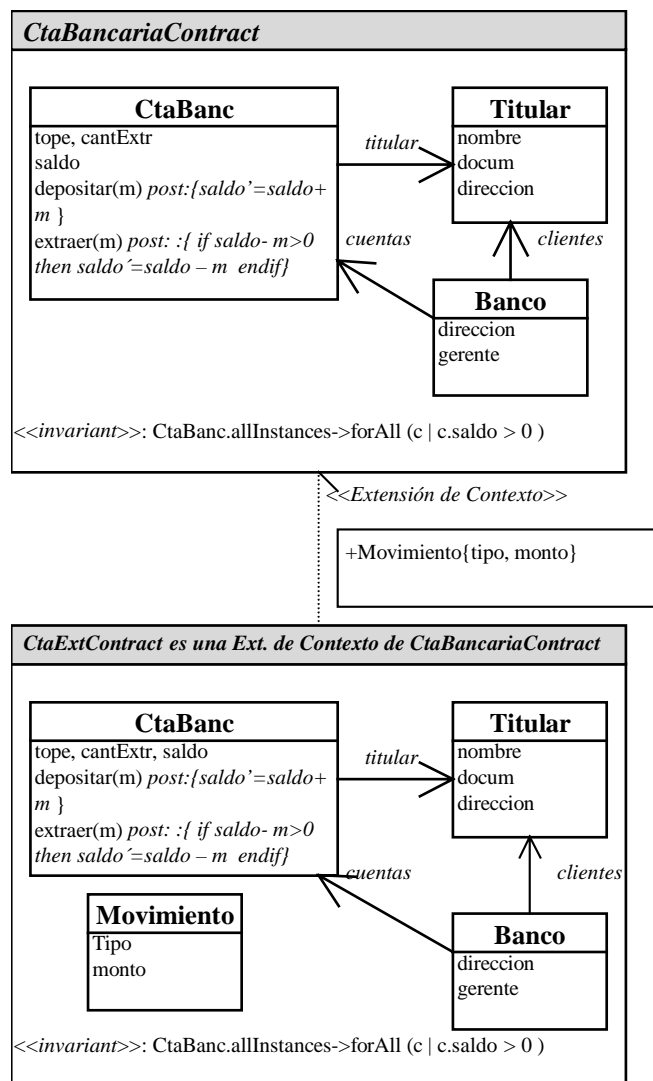 CtaBancariaContract
CtaBanc
tope, cantExtr
saldo
depositar(m) post:{saldo’=saldo+
m }
extraer(m) post: :{ if saldo- m>0
then saldo´=saldo – m endif}
titular
Titular
nombre
docum
direccion
cuentas
clientes
Banco
direccion
gerente
<<invariant>>: CtaBanc.allInstances->forAll (c | c.saldo > 0 )
<<Extensión de Contexto>>
+Movimiento{tipo, monto}
CtaExtContract es una Ext. de Contexto de CtaBancariaContract
CtaBanc
tope, cantExtr, saldo
depositar(m) post:{saldo’=saldo+
m }
extraer(m) post: :{ if saldo- m>0
then saldo´=saldo – m endif}
titular
Titular
nombre
docum
direccion
cuentas
clientes
Movimiento
Tipo
monto
Banco
direccion
gerente
<<invariant>>: CtaBanc.allInstances->forAll (c | c.saldo > 0 )